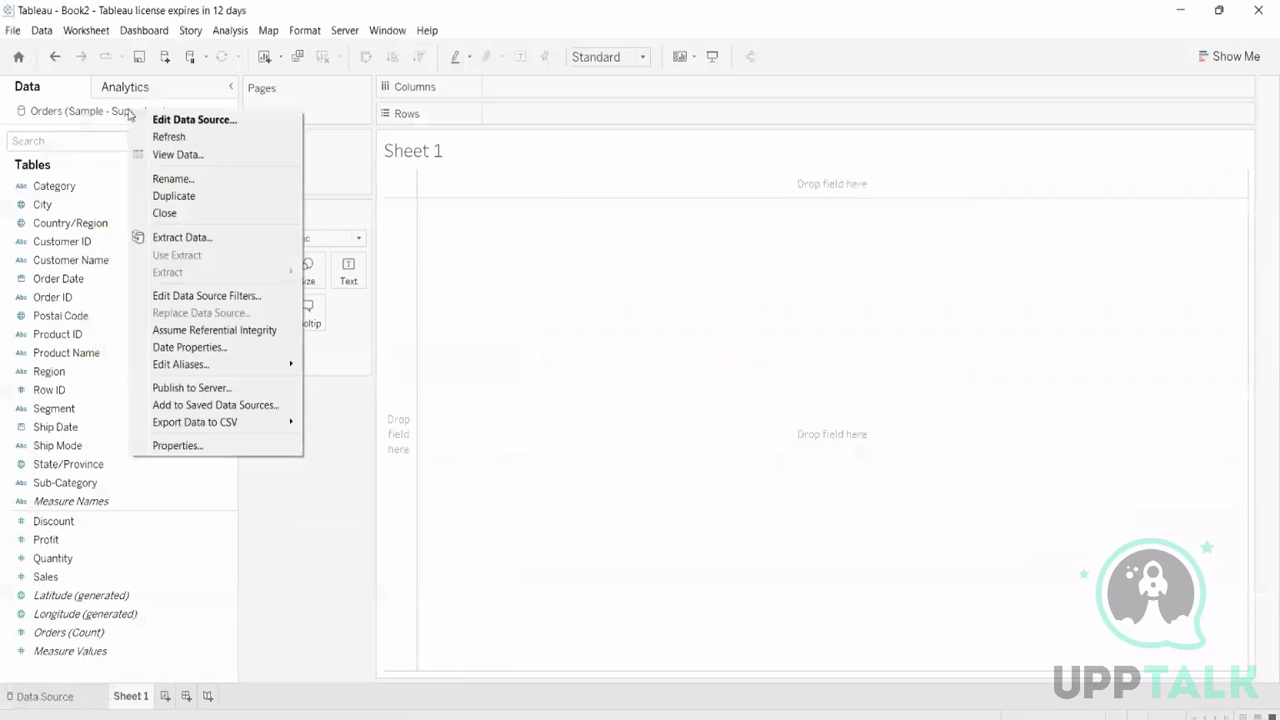 Tableau - Book2 - Tableau license expires in 12 days
File Data Worksheet Dashboard Story Analysis Map Format Server Window Help
Standard
Show Me
Data
Analytics
Pages
Columns
Orders (Sample - Sup
Rows
Search
Tables
Category
City
Country/Region
Customer ID
Customer Name
Order Date
Order ID
Postal Code
Product ID
Product Name
Region
Row ID
Segment
Ship Date
Ship Mode
State/Province
Sub-Category
Measure Names
Discount
Profit
Quantity
Sales
Latitude (generated)
Longitude (generated)
Orders (Count)
Measure Values
Edit Data Source...
Refresh
View Data...
Rename...
Duplicate
Close
Extract Data...
Use Extract
Extract
Edit Data Source Filters...
Replace Data Source...
Assume Referential Integrity
Date Properties...
Edit Aliases...
Publish to Server...
Add to Saved Data Sources...
Export Data to CSV
Properties...
Text
Sheet 1
Drop field here
Drop
field
here
Drop field here
UPPTALK
Data Source
Sheet 1